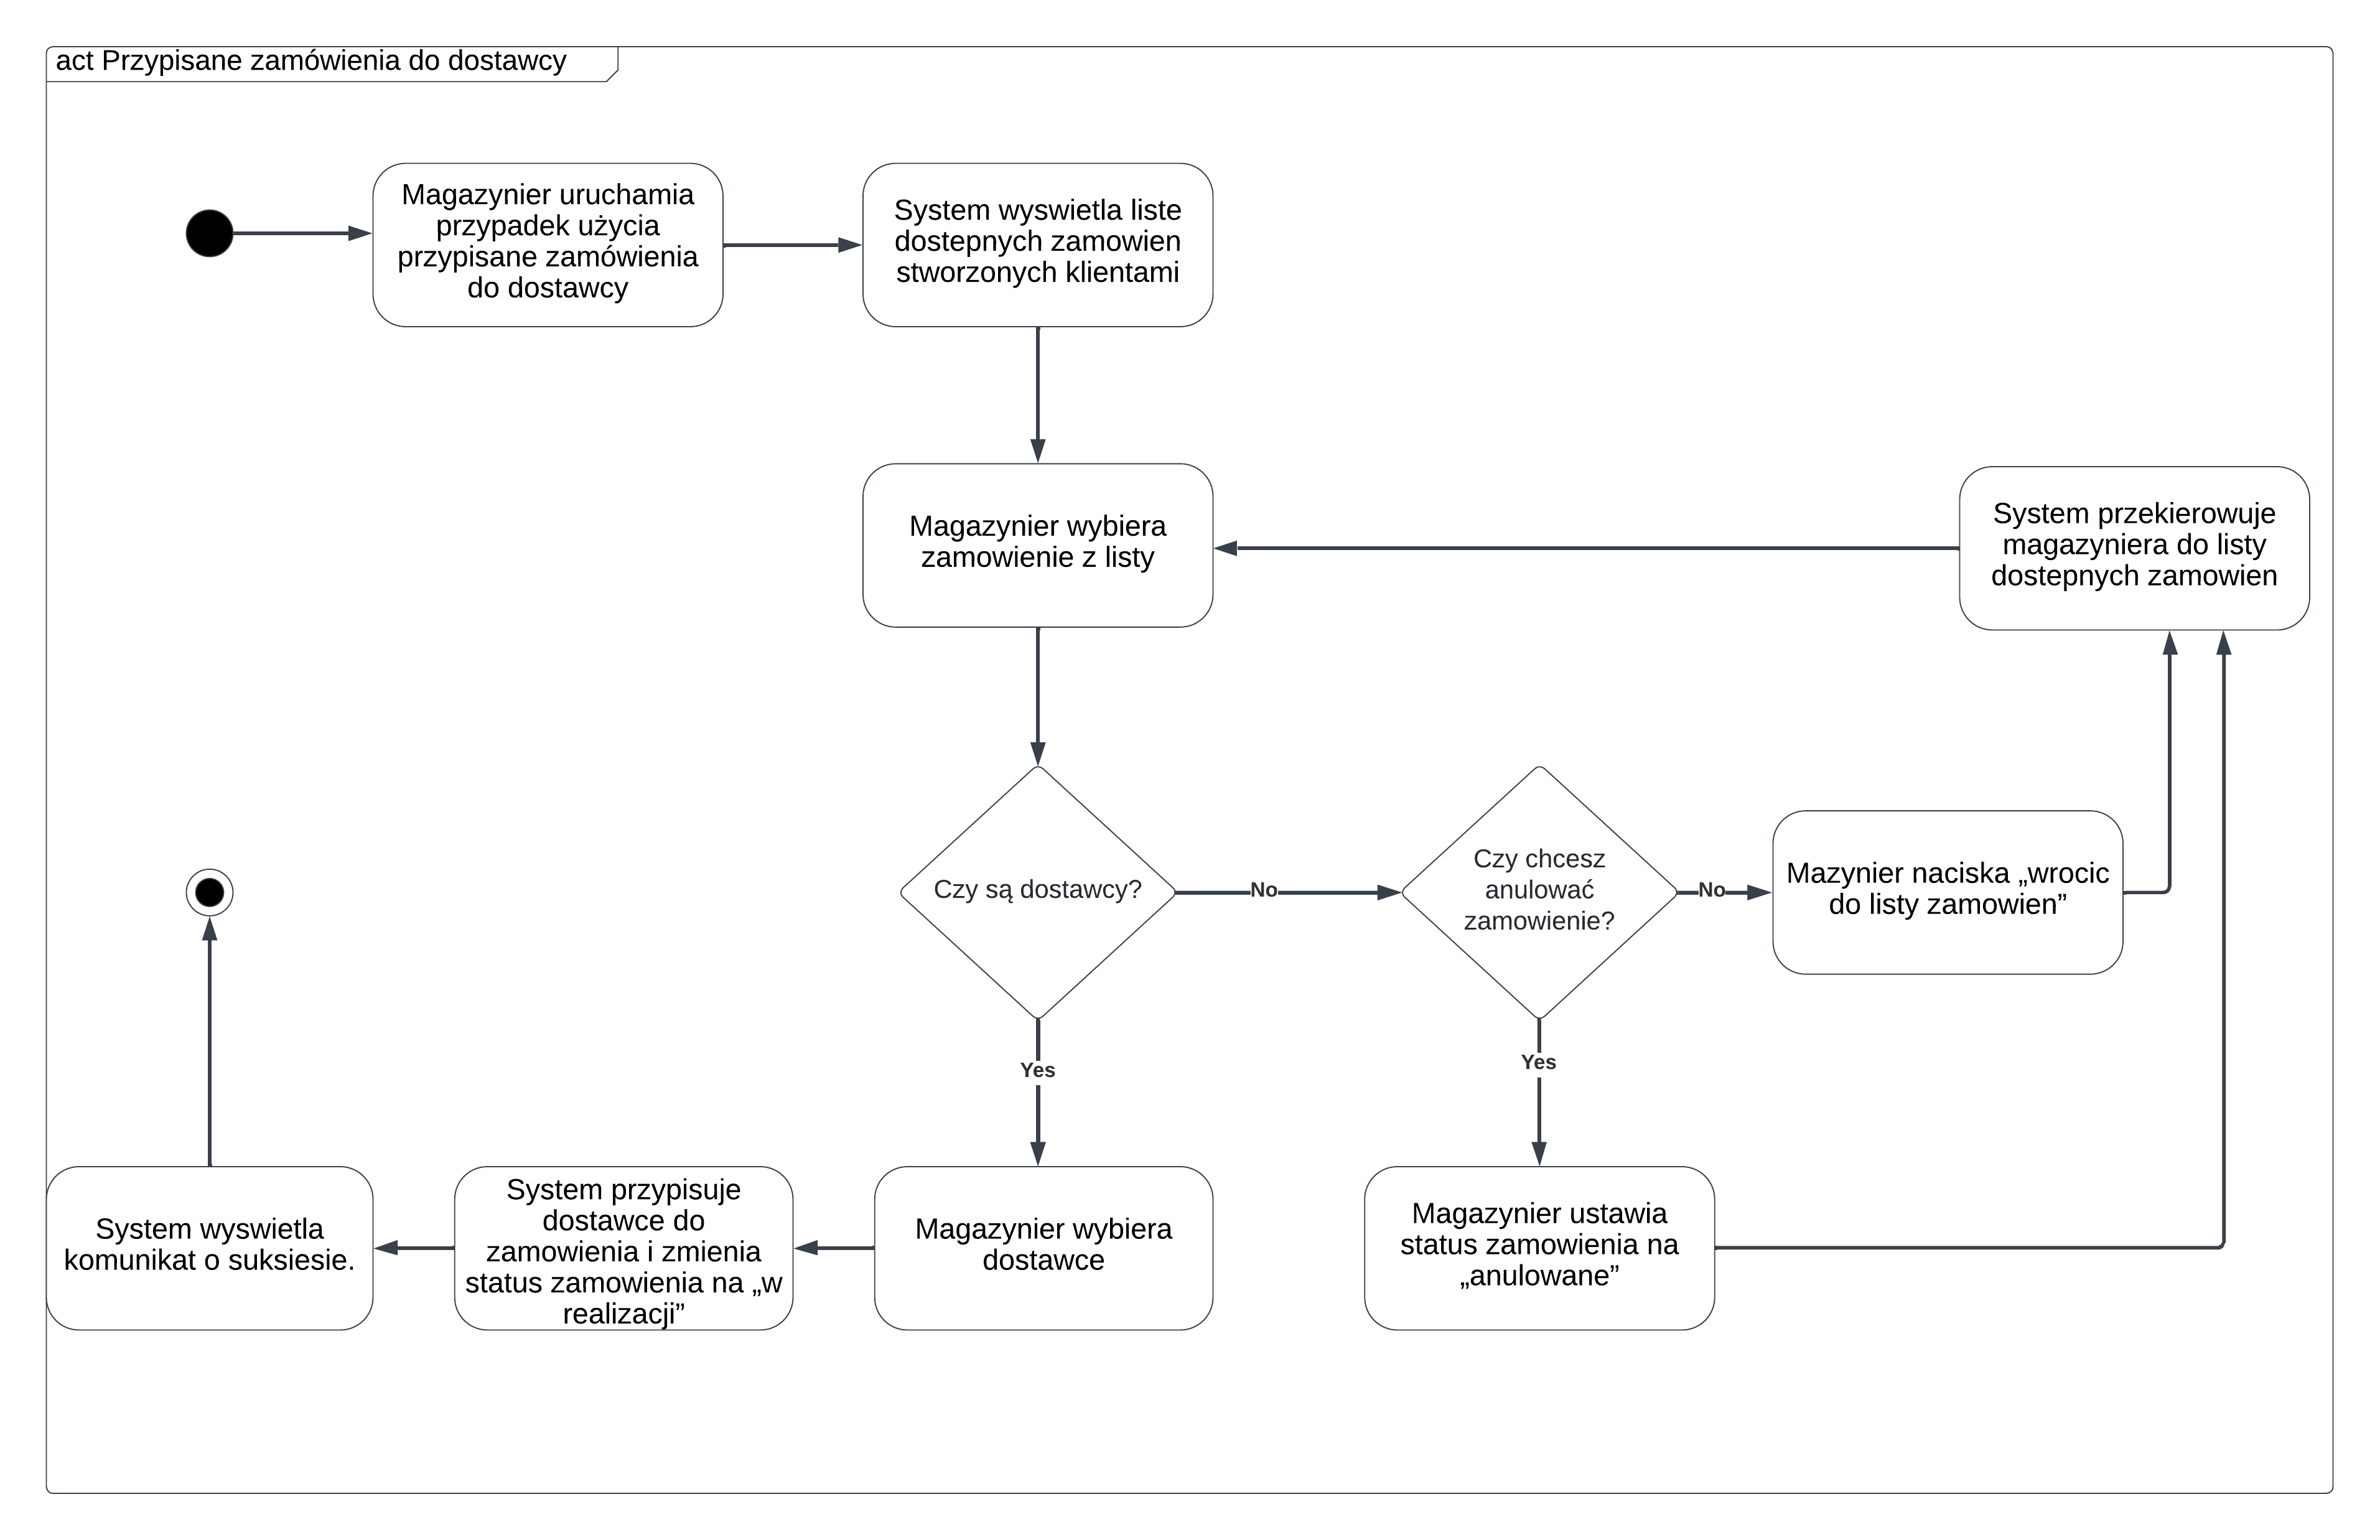 act Przypisane zamówienia do dostawcy
Magazynier uruchamia
przypadek użycia
przypisane zamówienia
do dostawcy
System wyswietla liste
dostepnych zamowien
stworzonych klientami
Magazynier wybiera
zamowienie z listy
System przekierowuje
magazyniera do listy
dostepnych zamowien
Czy są dostawcy?
No
Czy chcesz
anulować
zamowienie?
No
Mazynier naciska „wrocic
do listy zamowien”
Yes
Yes
System wyswietla
komunikat o suksiesie.
System przypisuje
dostawce do
zamowienia i zmienia
status zamowienia na „w
realizacji”
Magazynier wybiera
dostawce
Magazynier ustawia
status zamowienia na
„anulowane”